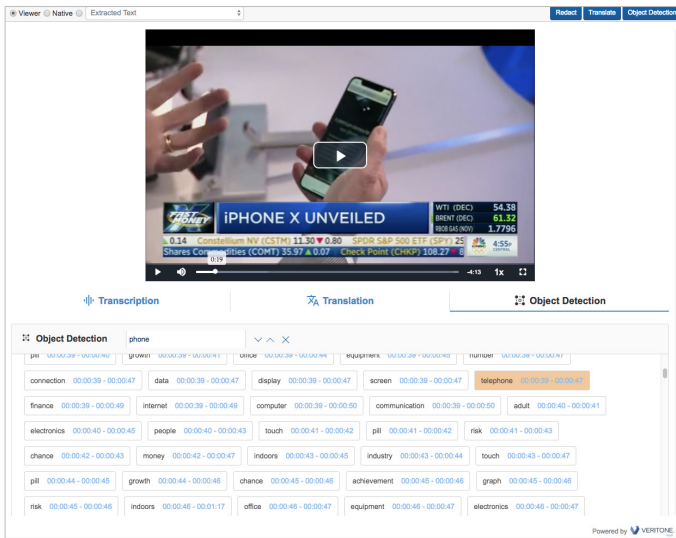 Viewer Native Extracted Text Redact Translate Object Detection
FAST MONEY iPHONE X UNVEILED
WTI (DEC) 54.38
BRENT (DEC) 61.32
RBOB GAS (NOV) 1.7796
0.14 Constellium NV (CSTM) 11.30 ▼ 0.80 SPDR S&P 500 ETF (SPY) 25
Shares Commodities (COMT) 35.97 ▲ 0.07 Check Point (CHKP) 108.27 ▼ 8
4:55P
CENTRAL
0:19
-4:13 1x
Transcription Translation Object Detection
Object Detection phone
pill 00:00:39 - 00:00:40 growth 00:00:39 - 00:00:41 office 00:00:39 - 00:00:44 equipment 00:00:39 - 00:00:45 number 00:00:39 - 00:00:47
connection 00:00:39 - 00:00:47 data 00:00:39 - 00:00:47 display 00:00:39 - 00:00:47 screen 00:00:39 - 00:00:47 telephone 00:00:39 - 00:00:47
finance 00:00:39 - 00:00:49 internet 00:00:39 - 00:00:49 computer 00:00:39 - 00:00:50 communication 00:00:39 - 00:00:50 adult 00:00:40 - 00:00:41
electronics 00:00:40 - 00:00:45 people 00:00:40 - 00:00:43 touch 00:00:41 - 00:00:42 pill 00:00:41 - 00:00:42 risk 00:00:41 - 00:00:43
chance 00:00:42 - 00:00:43 money 00:00:42 - 00:00:47 indoors 00:00:43 - 00:00:45 industry 00:00:43 - 00:00:44 touch 00:00:43 - 00:00:47
pill 00:00:44 - 00:00:45 growth 00:00:44 - 00:00:46 chance 00:00:45 - 00:00:46 achievement 00:00:45 - 00:00:46 graph 00:00:45 - 00:00:46
risk 00:00:45 - 00:00:46 indoors 00:00:46 - 00:01:17 office 00:00:46 - 00:00:47 equipment 00:00:46 - 00:00:47 electronics 00:00:46 - 00:00:47
Powered by VERITONE